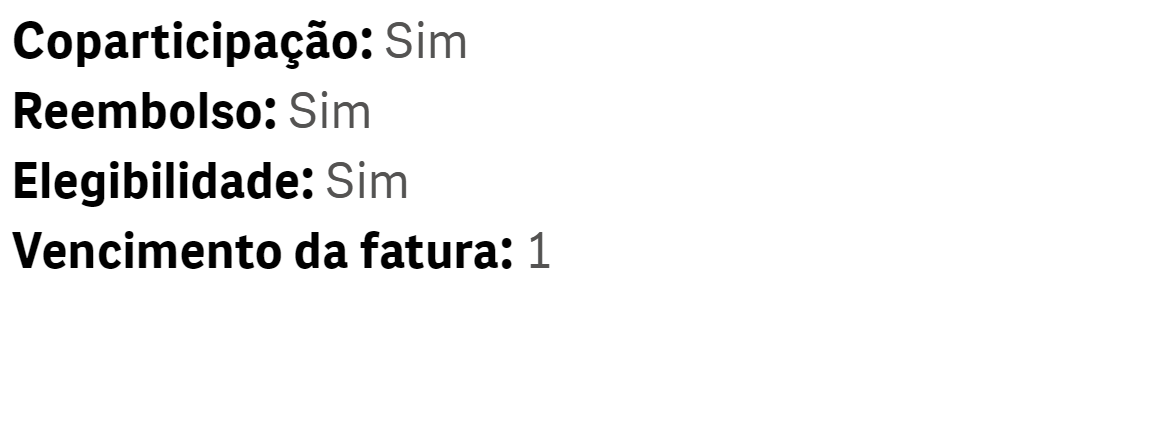 Coparticipação: Sim
Reembolso: Sim
Elegibilidade: Sim
Vencimento da fatura: 1